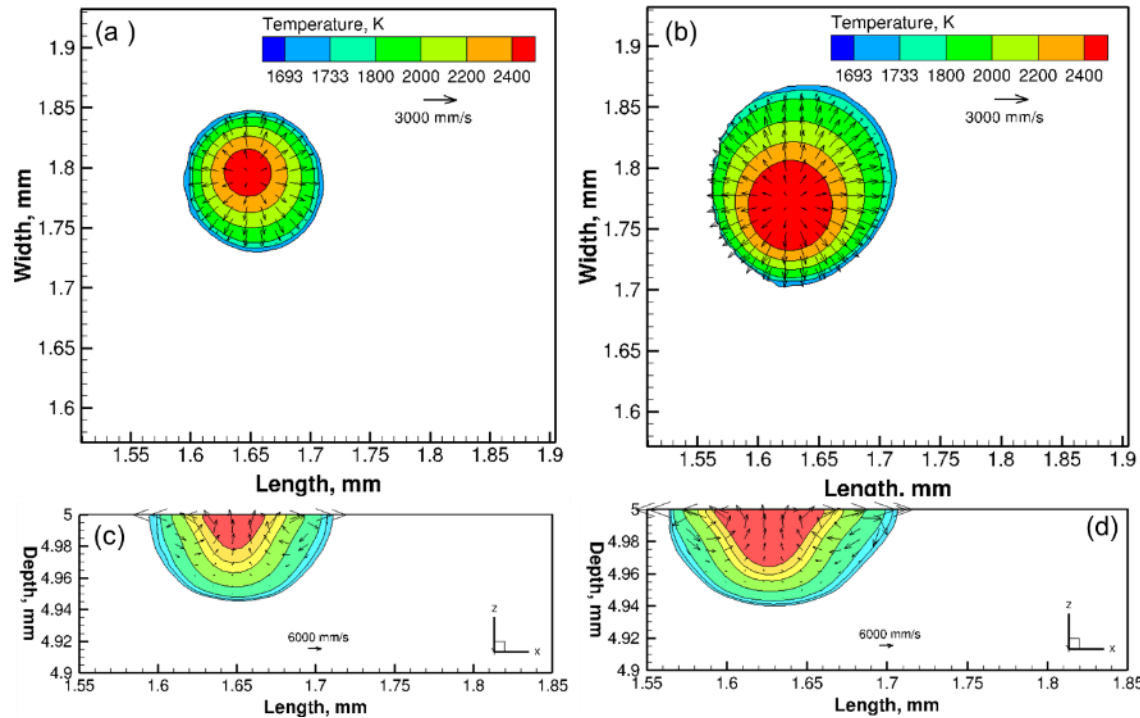 (a )
Temperature, K
1693 1733 1800 2000 2200 2400
3000 mm/s
1.9
1.85
1.8
1.75
1.7
1.65
1.6
Width, mm
1.55 1.6 1.65 1.7 1.75 1.8 1.85 1.9
Length, mm
(b)
Temperature, K
1693 1733 1800 2000 2200 2400
3000 mm/s
1.9
1.85
1.8
1.75
1.7
1.65
1.6
Width, mm
1.55 1.6 1.65 1.7 1.75 1.8 1.85 1.9
Length, mm
(c)
5
4.98
4.96
4.94
4.92
4.9
Depth, mm
6000 mm/s
z
x
1.55 1.6 1.65 1.7 1.75 1.8 1.85
Length, mm
(d)
5
4.98
4.96
4.94
4.92
4.9
Depth, mm
6000 mm/s
z
x
1.55 1.6 1.65 1.7 1.75 1.8 1.85
Length, mm